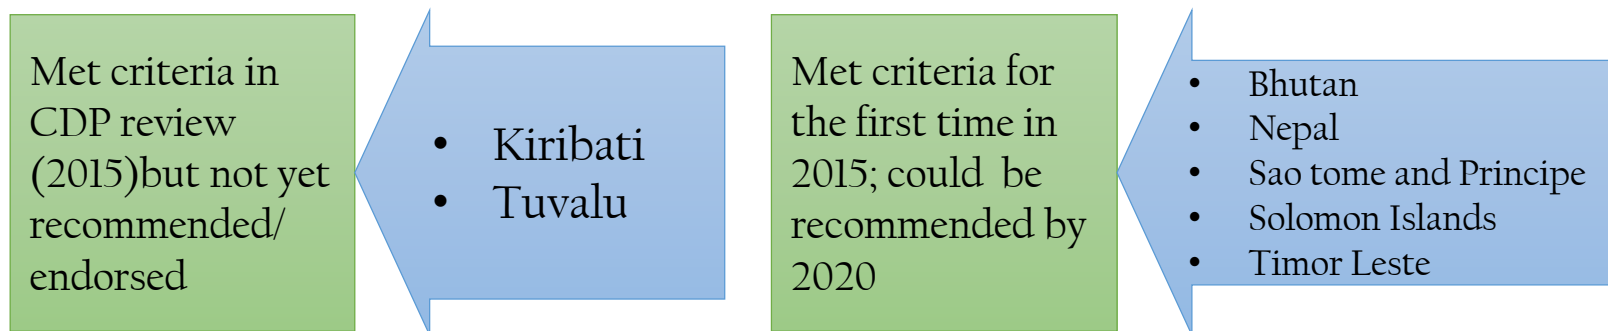 Met criteria in
CDP review
(2015)but not yet
recommended/
endorsed
• Kiribati
• Tuvalu
Met criteria for
the first time in
2015; could be
recommended by
2020
• Bhutan
• Nepal
• Sao tome and Principe
• Solomon Islands
• Timor Leste